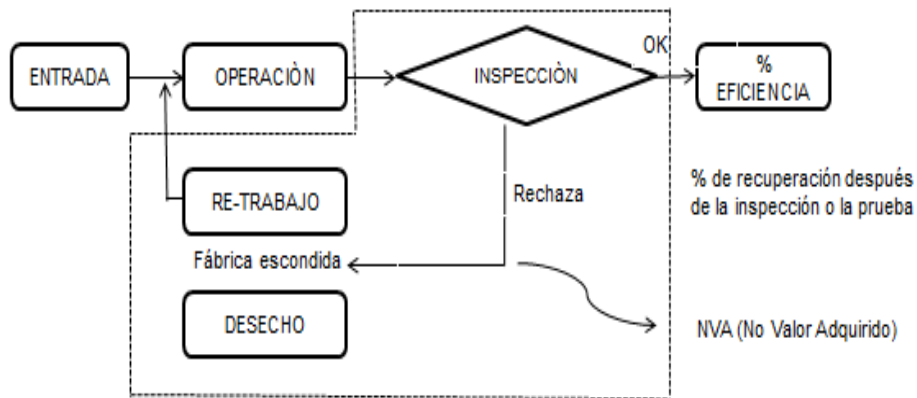 OK
ENTRADA
OPERACIÒN
INSPECCIÒN
%
EFICIENCIA
RE-TRABAJO
Rechaza
% de recuperación después
de la inspección o la prueba
Fábrica escondida
DESECHO
NVA (No Valor Adquirido)